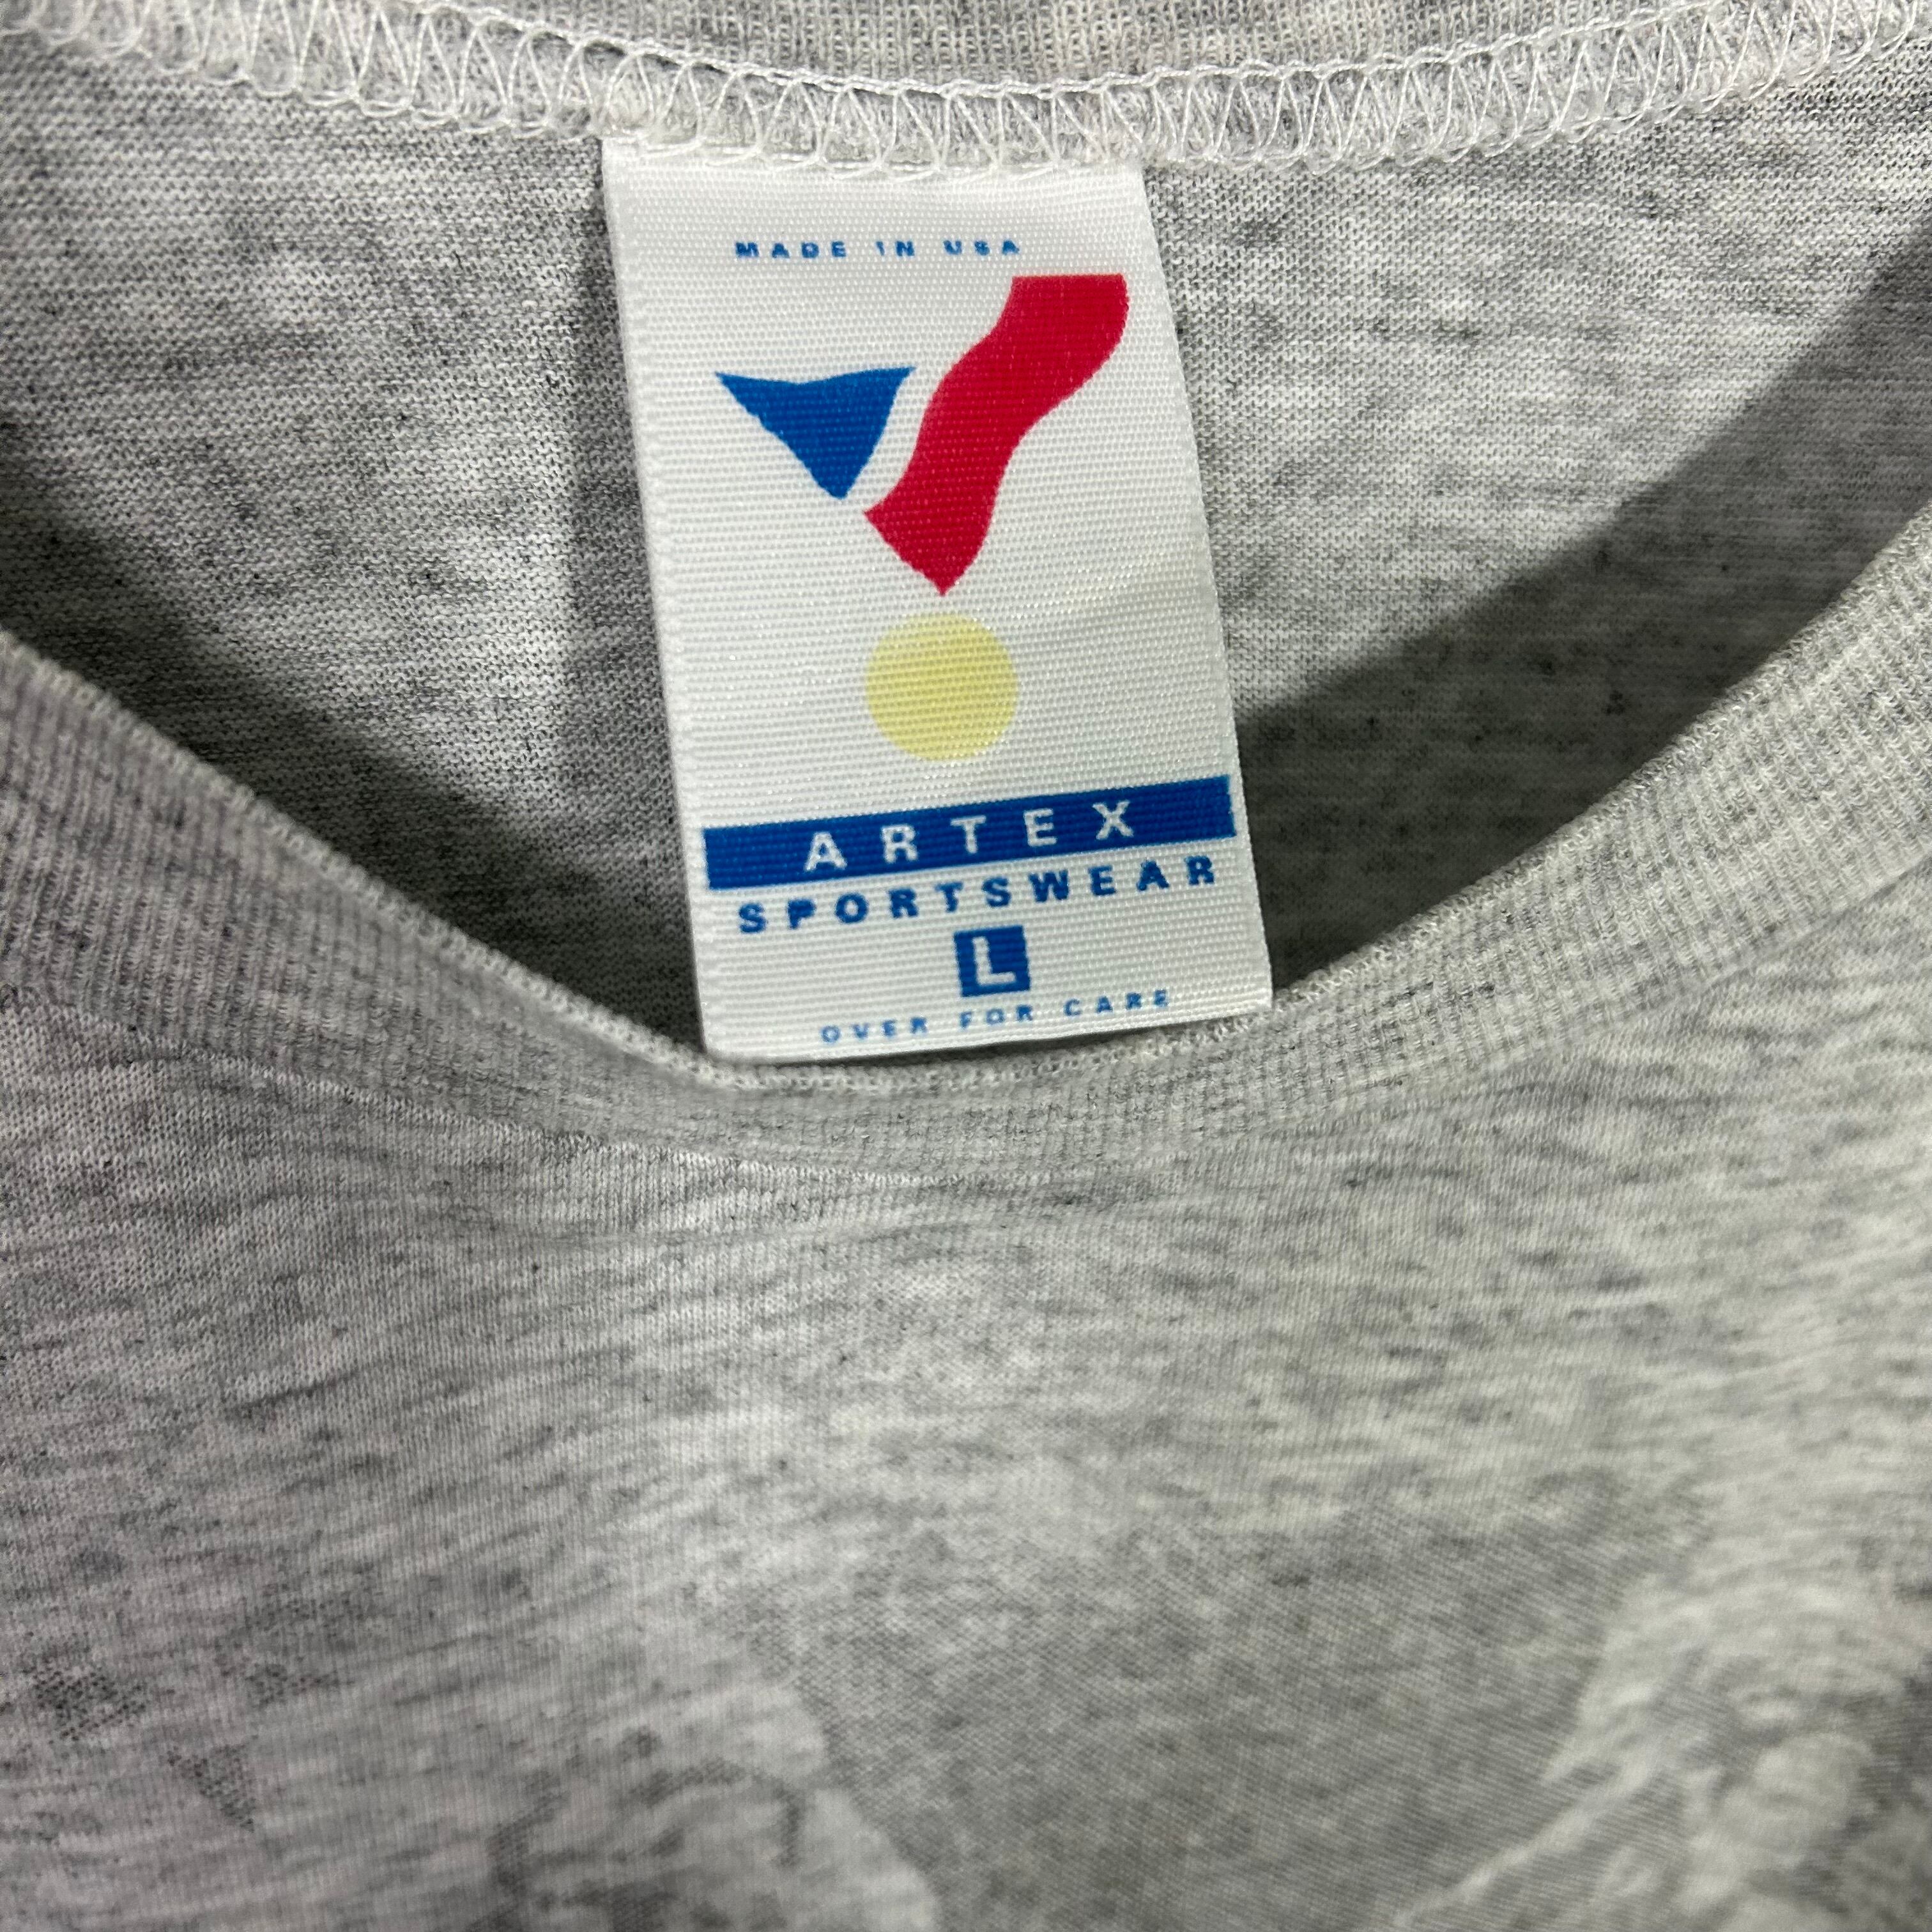 MADE IN USA
ARTEX
SPORTSWEAR
L
OVER FOR CARE